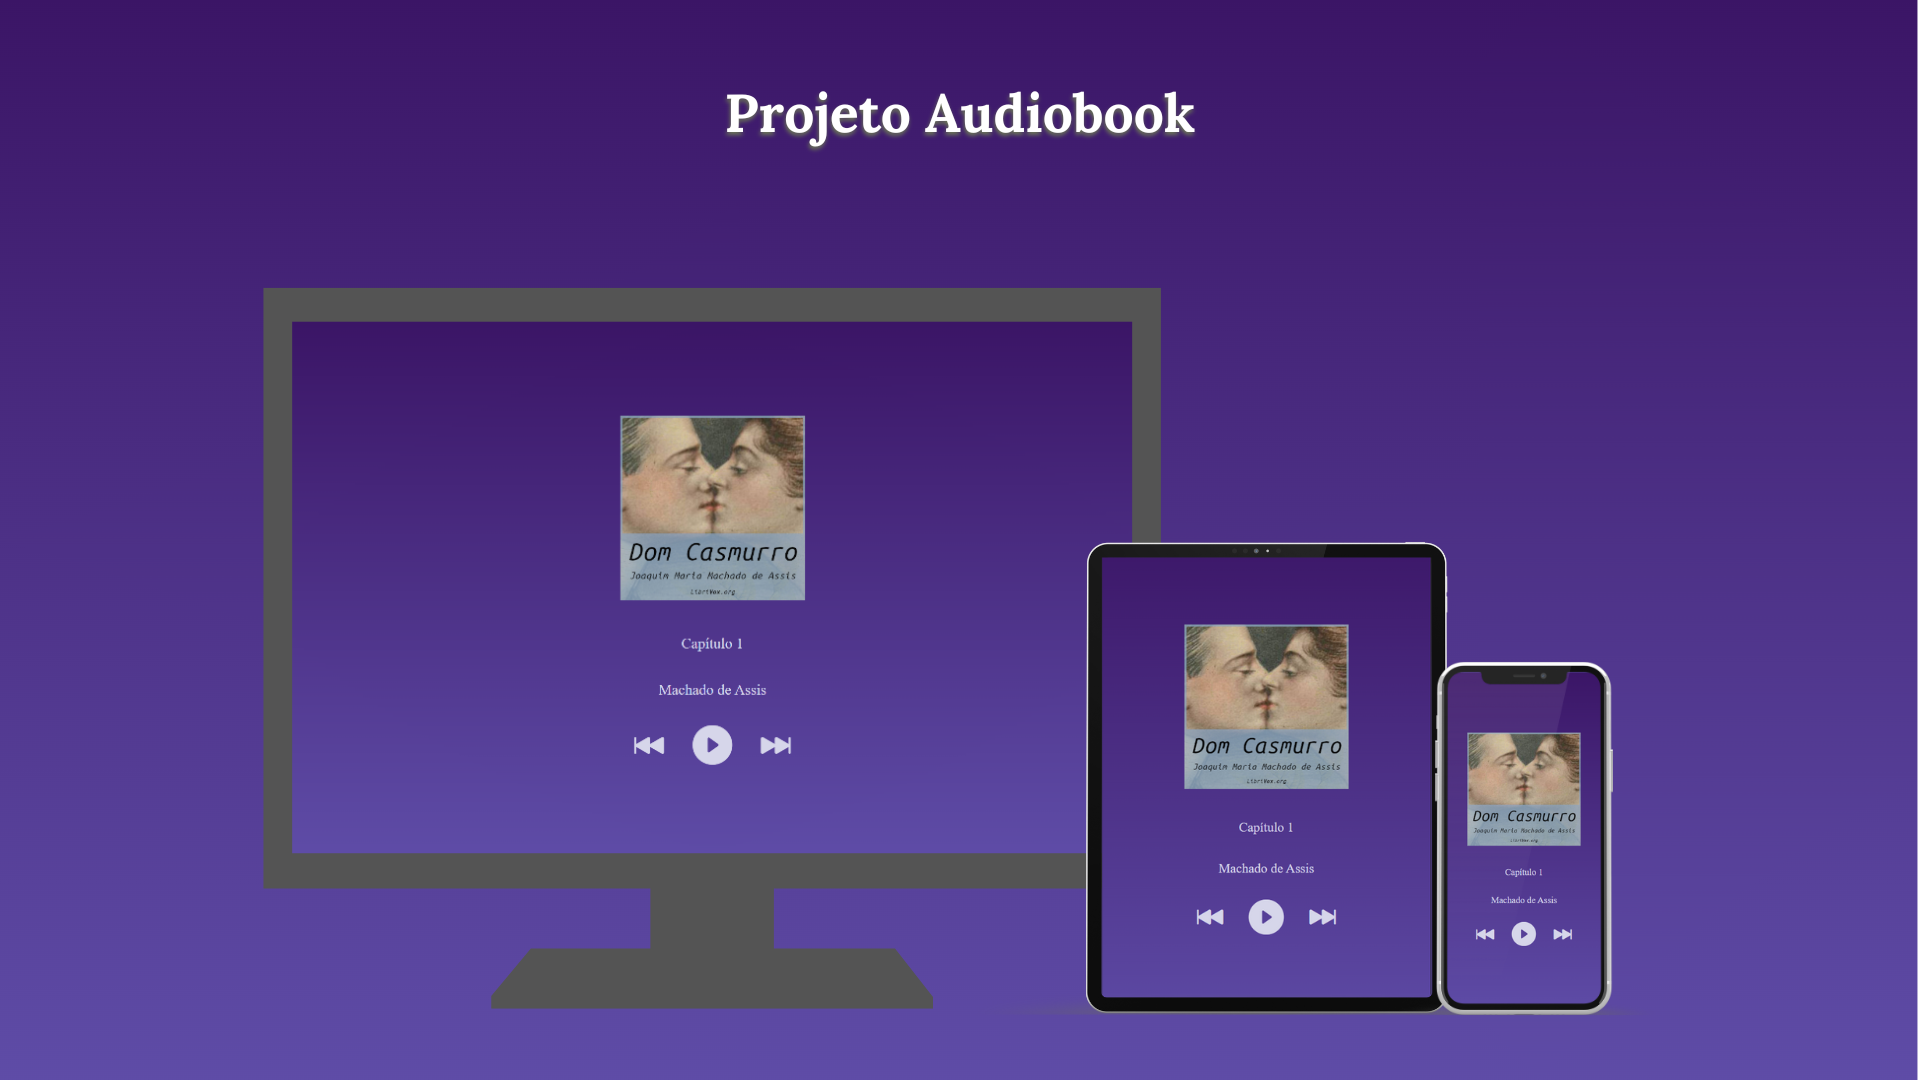 Projeto Audiobook
Dom Casmurro
Joaquim Maria Machado de Assis
LibriVox.org
Capítulo 1
Machado de Assis
Dom Casmurro
Joaquim Maria Machado de Assis
LibriVox.org
Capítulo 1
Machado de Assis
Dom Casmurro
Joaquim Maria Machado de Assis
LibriVox.org
Capítulo 1
Machado de Assis